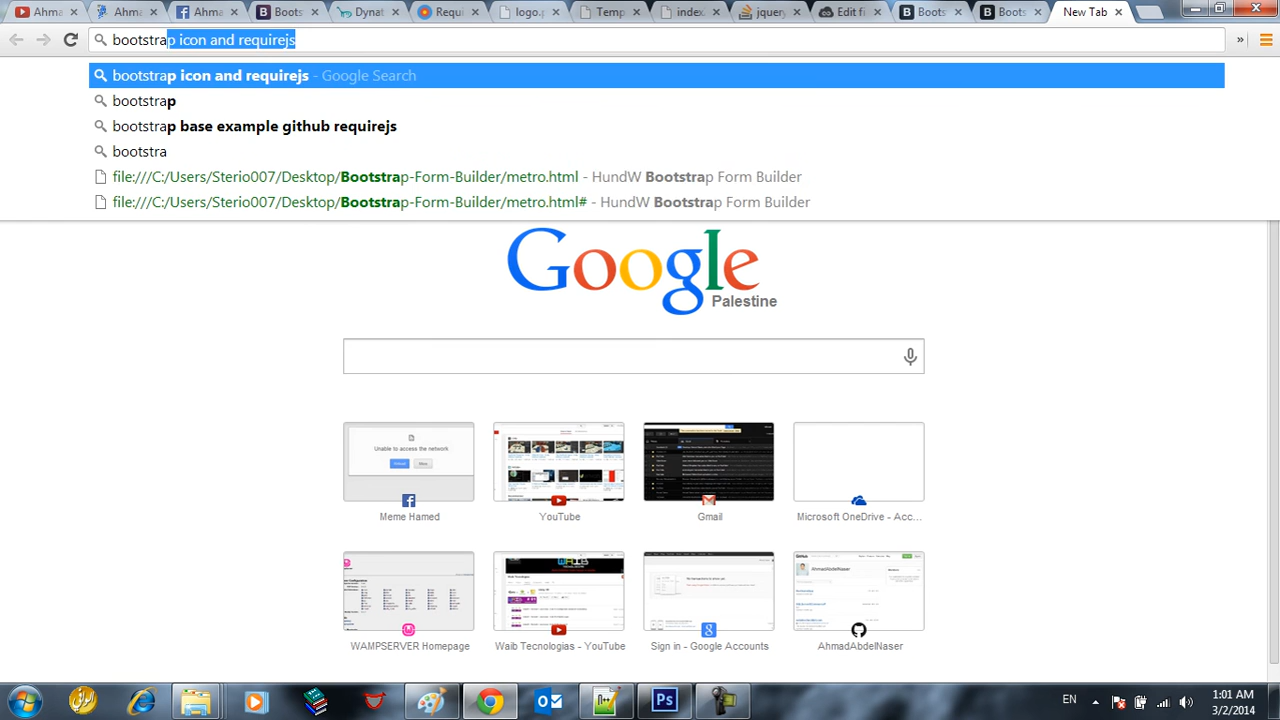 Ahma
Ahma
Ahma
Boots
Dynat
Requi
logo.p
Temp
index.
jquery
Edit fi
Boots
Boots
New Tab
bootstrap icon and requirejs
»
bootstrap icon and requirejs - Google Search
bootstrap
bootstrap base example github requirejs
bootstra
file:///C:/Users/Sterio007/Desktop/Bootstrap-Form-Builder/metro.html - HundW Bootstrap Form Builder
file:///C:/Users/Sterio007/Desktop/Bootstrap-Form-Builder/metro.html# - HundW Bootstrap Form Builder
Google
Palestine
Unable to access the network.
Meme Hamed
YouTube
Gmail
Microsoft OneDrive - Acc...
WAMPSERVER Homepage
Waib Tecnologias - YouTube
Sign in - Google Accounts
AhmadAbdelNaser
EN
1:01 AM
3/2/2014